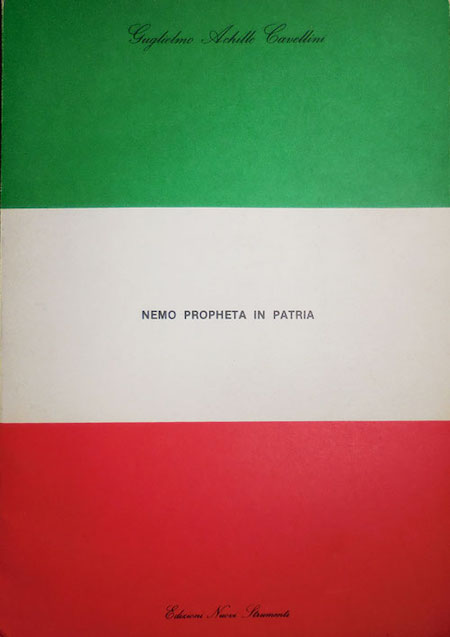 Guglielmo Achille Cavellini
NEMO PROPHETA IN PATRIA
Edizioni Nuovi Strumenti